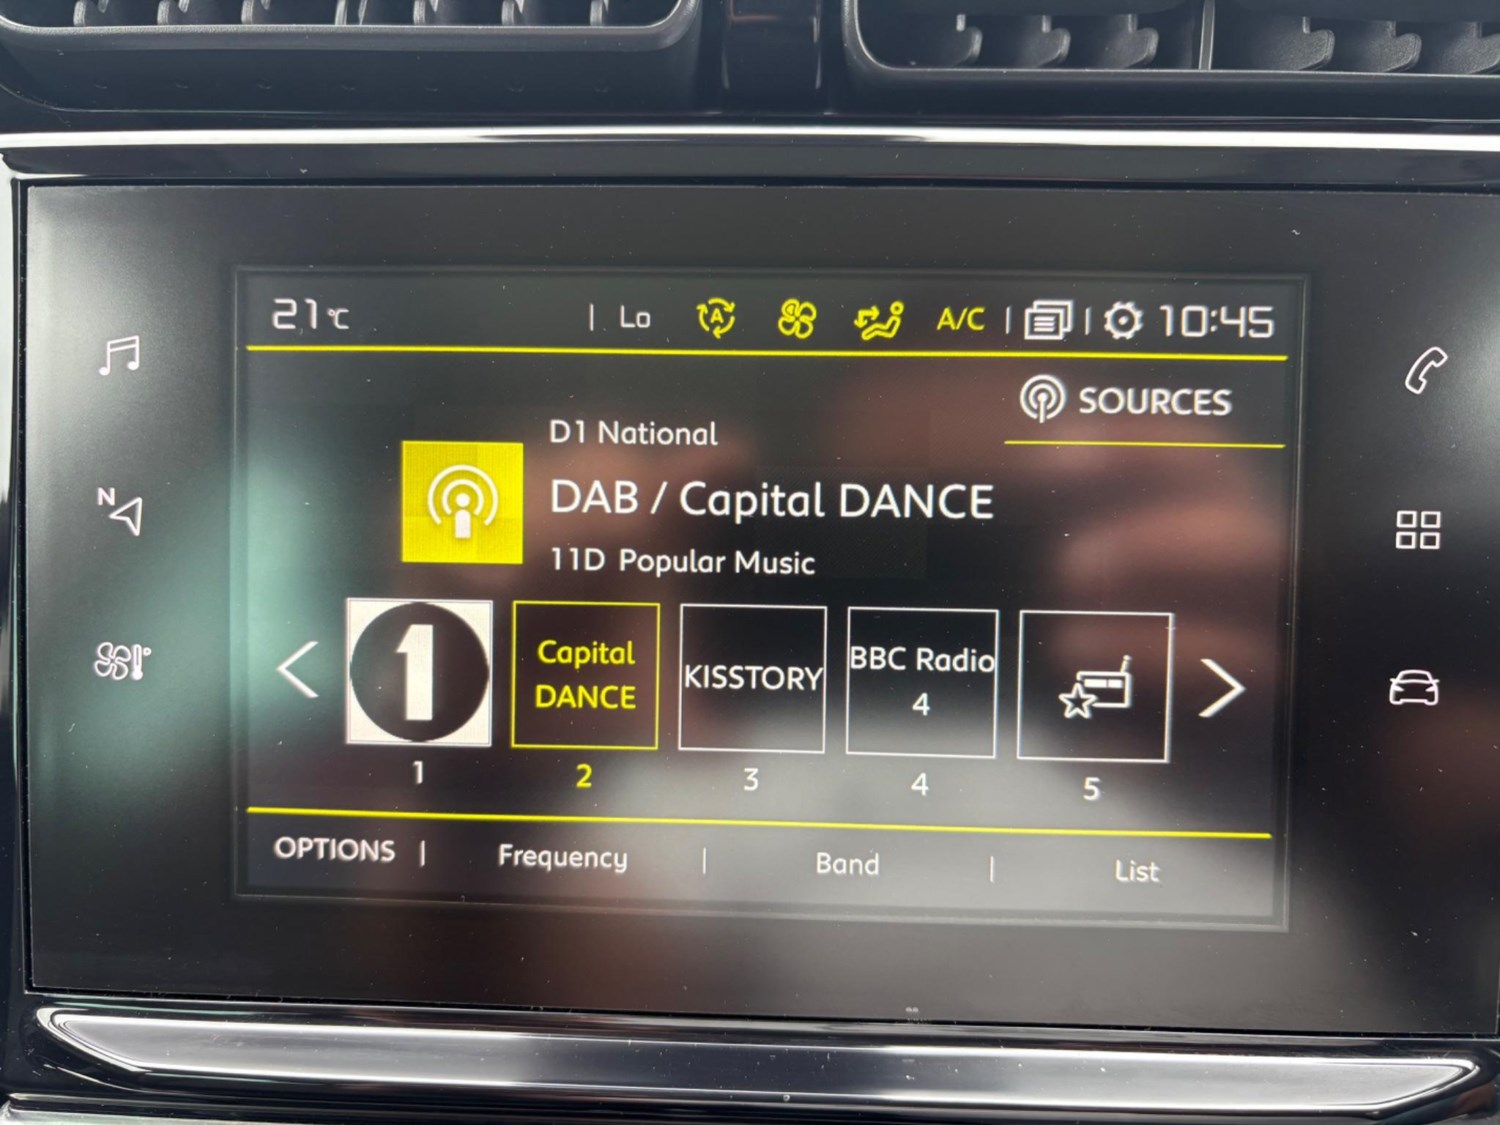 21°C | Lo A A/C | | 10:45
SOURCES
D1 National
DAB / Capital DANCE
11D Popular Music
1
Capital
DANCE
KISSTORY
BBC Radio
4
1 2 3 4 5
OPTIONS | Frequency | Band | List
N